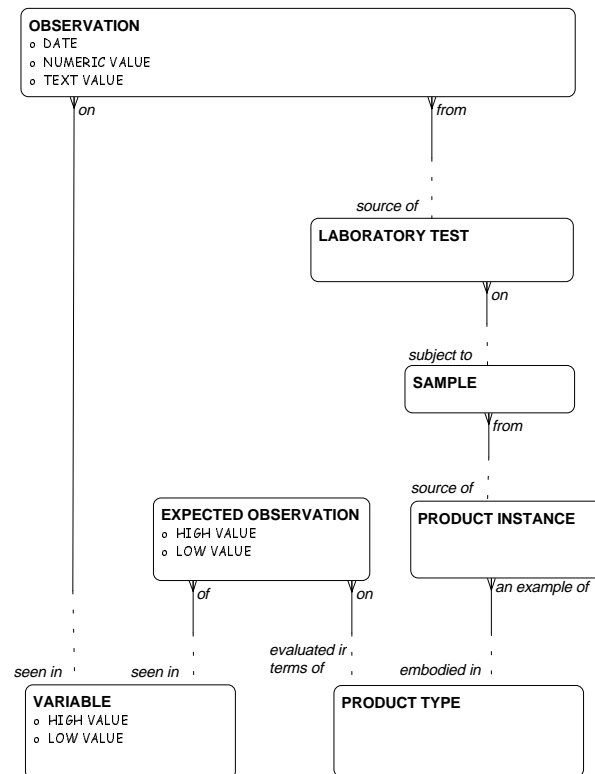 OBSERVATION
o DATE
o NUMERIC VALUE
o TEXT VALUE
on
from
source of
LABORATORY TEST
on
subject to
SAMPLE
from
source of
EXPECTED OBSERVATION
o HIGH VALUE
o LOW VALUE
PRODUCT INSTANCE
of
on
an example of
evaluated in
terms of
seen in
seen in
embodied in
VARIABLE
o HIGH VALUE
o LOW VALUE
PRODUCT TYPE